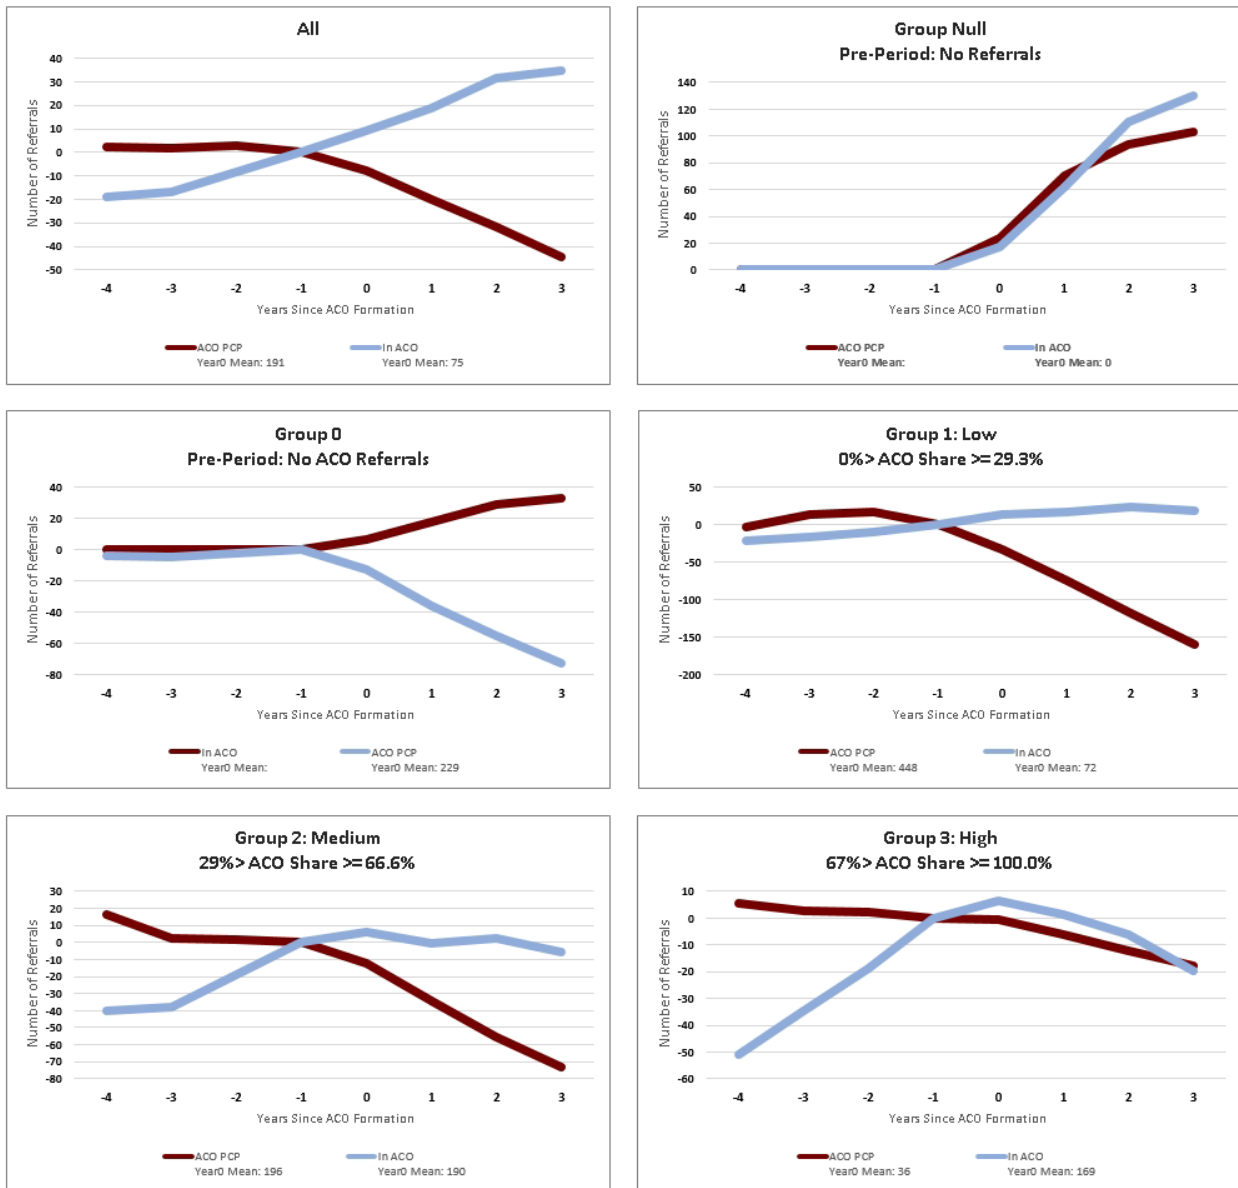 All
Number of Referrals
40
30
20
10
0
-10
-20
-30
-40
-50
-4 -3 -2 -1 0 1 2 3
Years Since ACO Formation
ACO PCP In ACO
Year0 Mean: 191 Year0 Mean: 75
Group Null
Pre-Period: No Referrals
Number of Referrals
140
120
100
80
60
40
20
0
-4 -3 -2 -1 0 1 2 3
Years Since ACO Formation
ACO PCP In ACO
Year0 Mean: Year0 Mean: 0
Group 0
Pre-Period: No ACO Referrals
Number of Referrals
40
20
0
-20
-40
-60
-80
-4 -3 -2 -1 0 1 2 3
Years Since ACO Formation
In ACO ACO PCP
Year0 Mean: Year0 Mean: 229
Group 1: Low
0%> ACO Share >= 29.3%
Number of Referrals
50
0
-50
-100
-150
-200
-4 -3 -2 -1 0 1 2 3
Years Since ACO Formation
ACO PCP In ACO
Year0 Mean: 448 Year0 Mean: 72
Group 2: Medium
29%> ACO Share >= 66.6%
Number of Referrals
30
20
10
0
-10
-20
-30
-40
-50
-60
-70
-80
-4 -3 -2 -1 0 1 2 3
Years Since ACO Formation
ACO PCP In ACO
Year0 Mean: 196 Year0 Mean: 190
Group 3: High
67%> ACO Share >= 100.0%
Number of Referrals
10
0
-10
-20
-30
-40
-50
-60
-4 -3 -2 -1 0 1 2 3
Years Since ACO Formation
ACO PCP In ACO
Year0 Mean: 36 Year0 Mean: 169